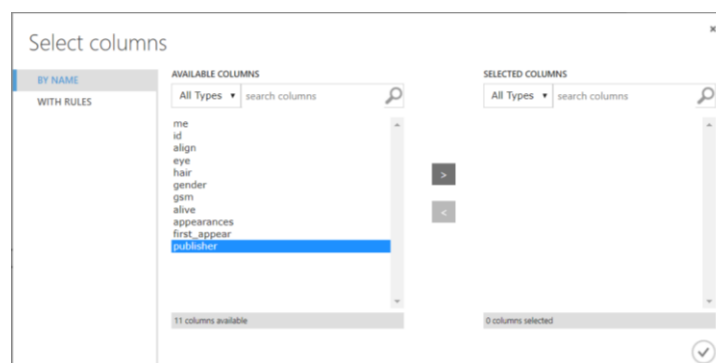 Select columns
BY NAME
WITH RULES
AVAILABLE COLUMNS
All Types
search columns
me
id
align
eye
hair
gender
gsm
alive
appearances
first_appear
publisher
11 columns available
>
<
SELECTED COLUMNS
All Types
search columns
0 columns selected